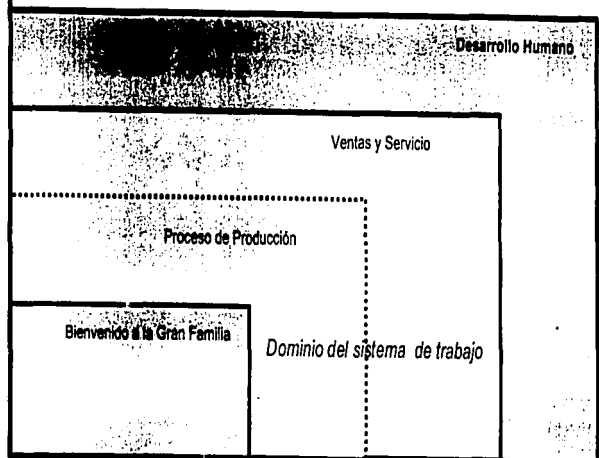 Desarrollo Humano
Ventas y Servicio
Proceso de Producción
Bienvenido a la Gran Familia
Dominio del sistema de trabajo